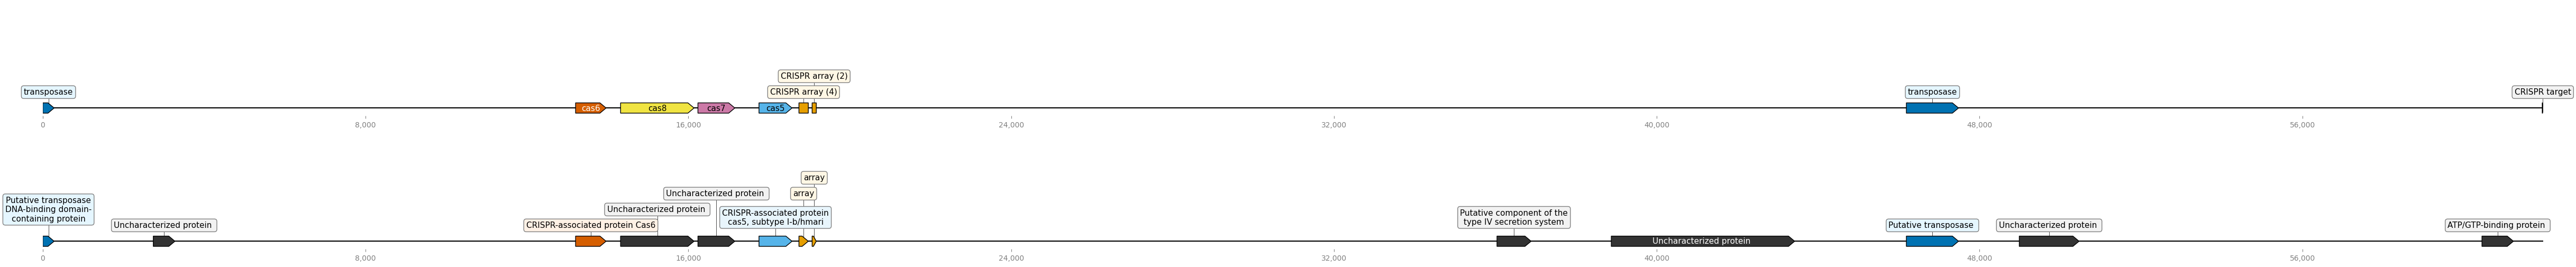 CRISPR array (2)
transposase
CRISPR array (4)
transposase
CRISPR target
cas6
cas8
cas7
cas5
0
8,000
16,000
24,000
32,000
40,000
48,000
56,000
array
Uncharacterized protein
array
Putative transposase
DNA-binding domain-
containing protein
Uncharacterized protein
CRISPR-associated protein
cas5, subtype I-b/hmari
Putative component of the
type IV secretion system
Uncharacterized protein
CRISPR-associated protein Cas6
Putative transposase
Uncharacterized protein
ATP/GTP-binding protein
Uncharacterized protein
0
8,000
16,000
24,000
32,000
40,000
48,000
56,000